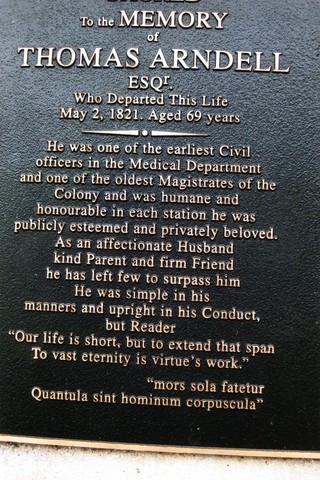 To the MEMORY
of
THOMAS ARNDELL
ESQr.
Who Departed This Life
May 2, 1821. Aged 69 years
He was one of the earliest Civil
officers in the Medical Department
and one of the oldest Magistrates of the
Colony and was humane and
honourable in each station he was
publicly esteemed and privately beloved.
As an affectionate Husband
kind Parent and firm Friend
he has left few to surpass him
He was simple in his
manners and upright in his Conduct,
but Reader
“Our life is short, but to extend that span
To vast eternity is virtue's work.”
“mors sola fatetur
Quantula sint hominum corpuscula”